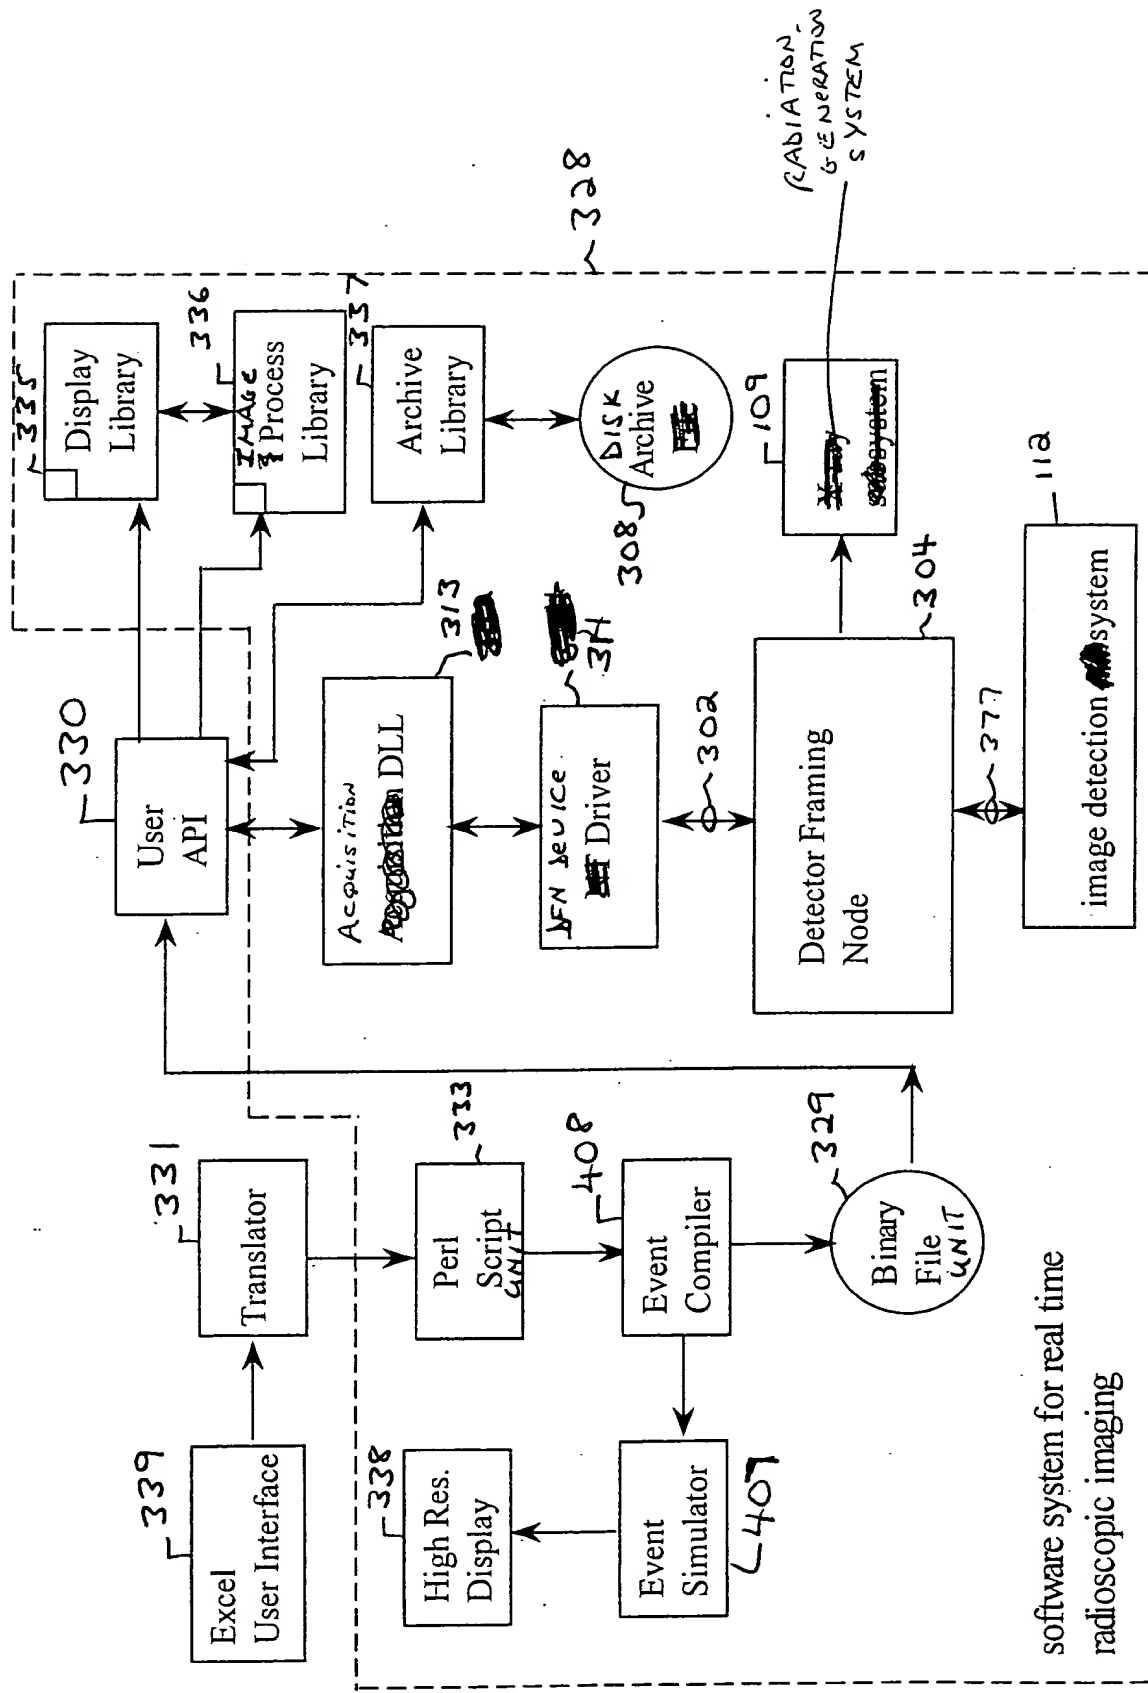 339
Excel
User Interface
331
Translator
330
User
API
335
Display
Library
336
IMAGE
Process
Library
337
Archive
Library
328
333
Perl
Script
UNIT
338
High Res.
Display
313
Acquisition
DLL
314
DFN DEVICE
Driver
308
DISK
Archive
408
Event
Compiler
407
Event
Simulator
302
109
system
RADIATION
GENERATION
SYSTEM
329
Binary
File
UNIT
304
Detector Framing
Node
377
112
image detection system
software system for real time
radioscopic imaging